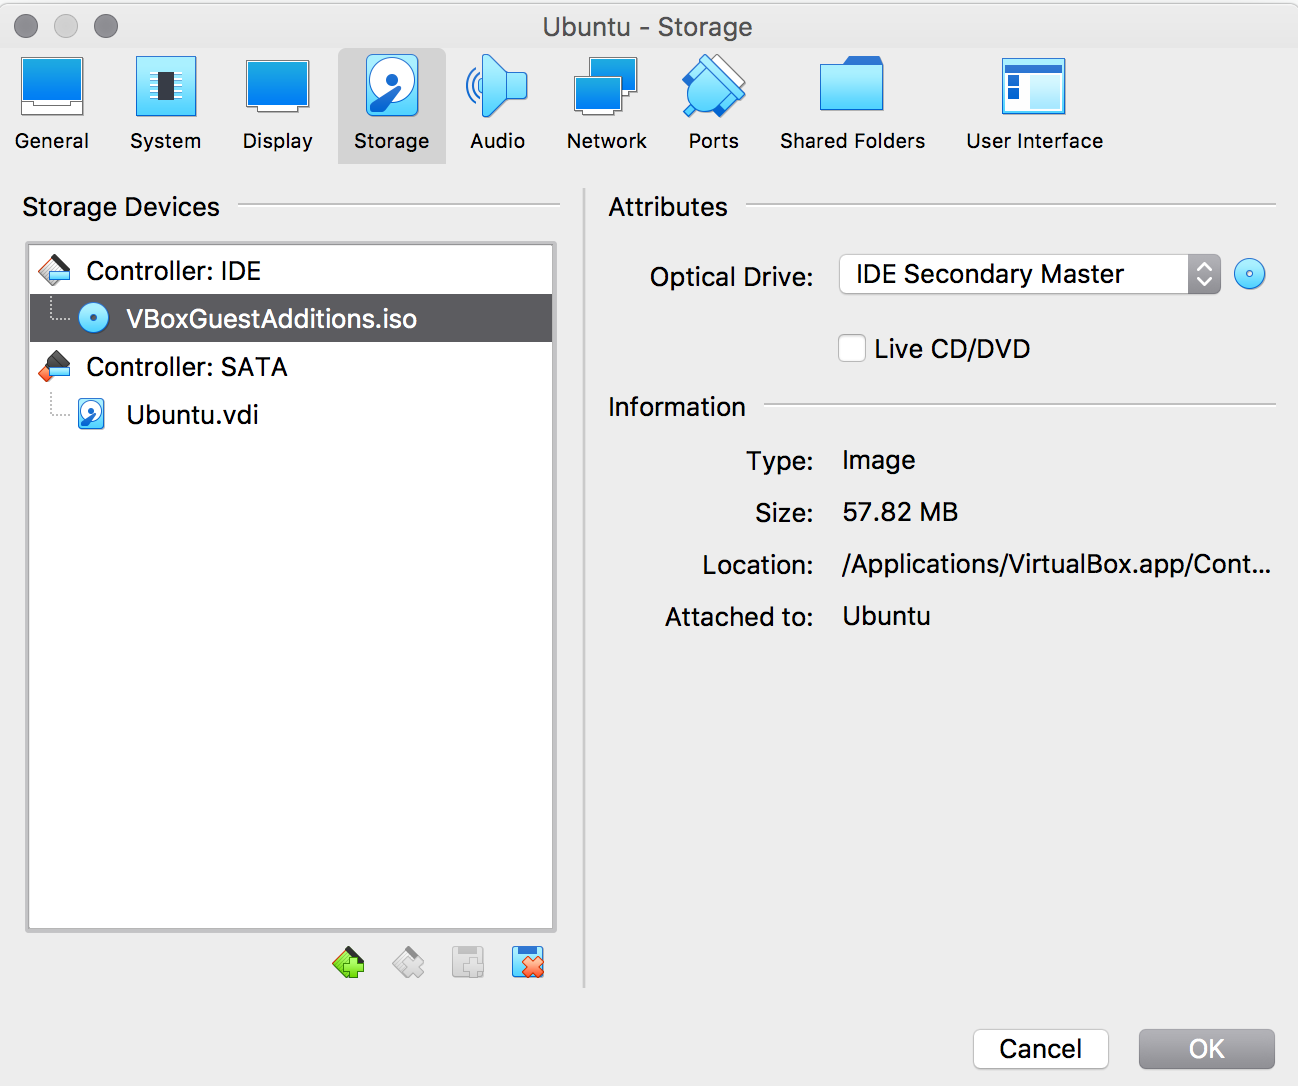 Ubuntu - Storage
General System Display Storage Audio Network Ports Shared Folders User Interface
Storage Devices
Controller: IDE
VBoxGuestAdditions.iso
Controller: SATA
Ubuntu.vdi
Attributes
Optical Drive: IDE Secondary Master
Live CD/DVD
Information
Type: Image
Size: 57.82 MB
Location: /Applications/VirtualBox.app/Cont...
Attached to: Ubuntu
Cancel OK